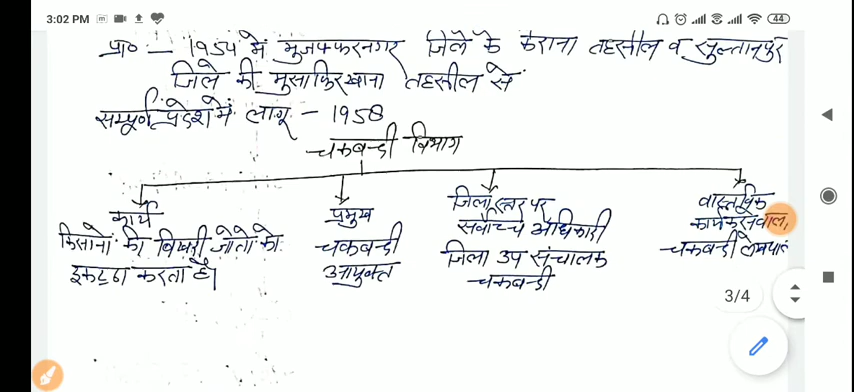 3:02 PM
44
प्रा० — 1954 में मुजफ्फरनगर जिले के कैराना तहसील व सुल्तानपुर
जिले की मुसाफिरखाना तहसील से
सम्पूर्ण प्रदेश में लागू — 1958
चकबन्दी विभाग
कार्य
किसानों की बिखरी जोतो को
इकट्ठा करता है।
प्रमुख
चकबन्दी
आयुक्त
जिला स्तर पर
सर्वोच्च अधिकारी
जिला उप संचालक
चकबन्दी
वास्तविक
चकबन्दी लेखपाल
3/4